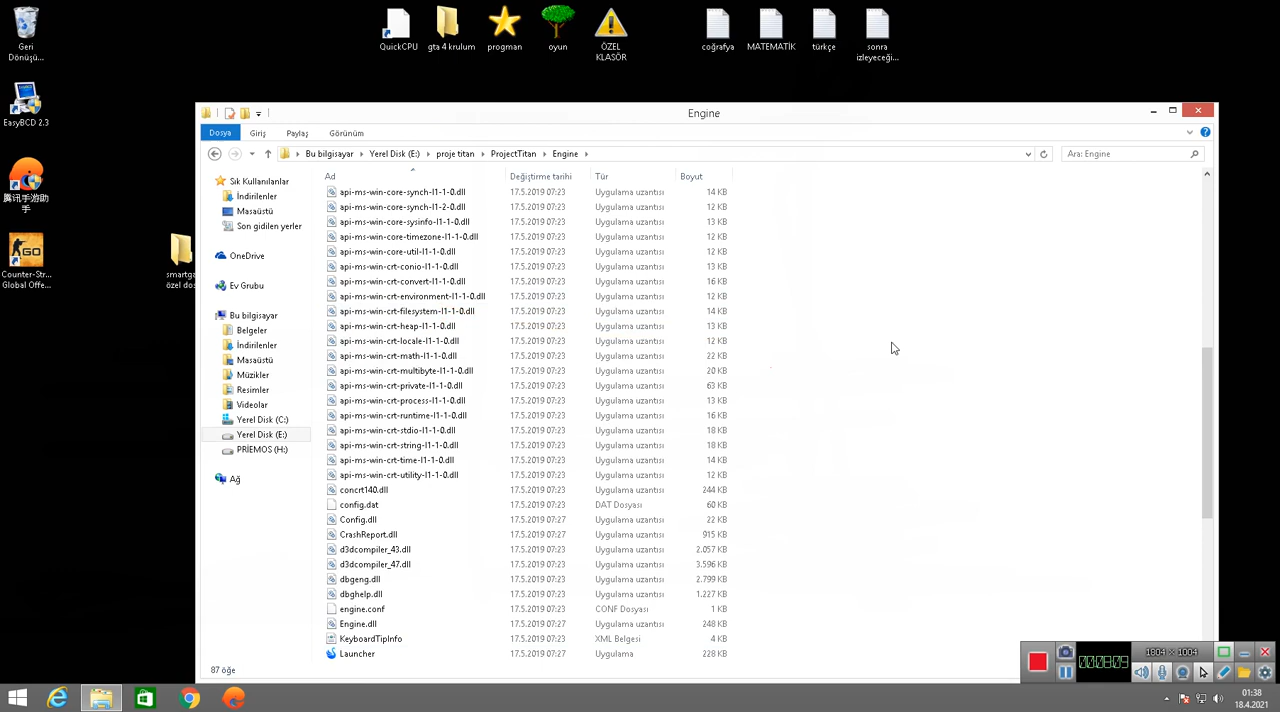 Geri
Dönüşü...
EasyBCD 2.3
腾讯手游助
手
Counter-Str...
Global Offe...
QuickCPU
gta 4 krulum
progman
oyun
ÖZEL
KLASÖR
coğrafya
MATEMATİK
türkçe
sonra
izleyeceği...
smartga
özel dos
Engine
Dosya
Giriş
Paylaş
Görünüm
Bu bilgisayar
Yerel Disk (E:)
proje titan
ProjectTitan
Engine
Ara: Engine
Sık Kullanılanlar
İndirilenler
Masaüstü
Son gidilen yerler
OneDrive
Ev Grubu
Bu bilgisayar
Belgeler
İndirilenler
Masaüstü
Müzikler
Resimler
Videolar
Yerel Disk (C:)
Yerel Disk (E:)
PRİEMOS (H:)
Ağ
Ad Değiştirme tarihi Tür Boyut
api-ms-win-core-synch-l1-1-0.dll 17.5.2019 07:23 Uygulama uzantısı 14 KB
api-ms-win-core-synch-l1-2-0.dll 17.5.2019 07:23 Uygulama uzantısı 12 KB
api-ms-win-core-sysinfo-l1-1-0.dll 17.5.2019 07:23 Uygulama uzantısı 13 KB
api-ms-win-core-timezone-l1-1-0.dll 17.5.2019 07:23 Uygulama uzantısı 12 KB
api-ms-win-core-util-l1-1-0.dll 17.5.2019 07:23 Uygulama uzantısı 12 KB
api-ms-win-crt-conio-l1-1-0.dll 17.5.2019 07:23 Uygulama uzantısı 13 KB
api-ms-win-crt-convert-l1-1-0.dll 17.5.2019 07:23 Uygulama uzantısı 16 KB
api-ms-win-crt-environment-l1-1-0.dll 17.5.2019 07:23 Uygulama uzantısı 12 KB
api-ms-win-crt-filesystem-l1-1-0.dll 17.5.2019 07:23 Uygulama uzantısı 14 KB
api-ms-win-crt-heap-l1-1-0.dll 17.5.2019 07:23 Uygulama uzantısı 13 KB
api-ms-win-crt-locale-l1-1-0.dll 17.5.2019 07:23 Uygulama uzantısı 12 KB
api-ms-win-crt-math-l1-1-0.dll 17.5.2019 07:23 Uygulama uzantısı 22 KB
api-ms-win-crt-multibyte-l1-1-0.dll 17.5.2019 07:23 Uygulama uzantısı 20 KB
api-ms-win-crt-private-l1-1-0.dll 17.5.2019 07:23 Uygulama uzantısı 63 KB
api-ms-win-crt-process-l1-1-0.dll 17.5.2019 07:23 Uygulama uzantısı 13 KB
api-ms-win-crt-runtime-l1-1-0.dll 17.5.2019 07:23 Uygulama uzantısı 16 KB
api-ms-win-crt-stdio-l1-1-0.dll 17.5.2019 07:23 Uygulama uzantısı 18 KB
api-ms-win-crt-string-l1-1-0.dll 17.5.2019 07:23 Uygulama uzantısı 18 KB
api-ms-win-crt-time-l1-1-0.dll 17.5.2019 07:23 Uygulama uzantısı 14 KB
api-ms-win-crt-utility-l1-1-0.dll 17.5.2019 07:23 Uygulama uzantısı 12 KB
concrt140.dll 17.5.2019 07:23 Uygulama uzantısı 244 KB
config.dat 17.5.2019 07:23 DAT Dosyası 60 KB
Config.dll 17.5.2019 07:27 Uygulama uzantısı 22 KB
CrashReport.dll 17.5.2019 07:27 Uygulama uzantısı 915 KB
d3dcompiler_43.dll 17.5.2019 07:23 Uygulama uzantısı 2.057 KB
d3dcompiler_47.dll 17.5.2019 07:23 Uygulama uzantısı 3.596 KB
dbgeng.dll 17.5.2019 07:23 Uygulama uzantısı 2.799 KB
dbghelp.dll 17.5.2019 07:23 Uygulama uzantısı 1.227 KB
engine.conf 17.5.2019 07:23 CONF Dosyası 1 KB
Engine.dll 17.5.2019 07:27 Uygulama uzantısı 248 KB
KeyboardTipInfo 17.5.2019 07:23 XML Belgesi 4 KB
Launcher 17.5.2019 07:27 Uygulama 228 KB
87 öğe
1804 × 1004
000809
01:38
18.4.2021